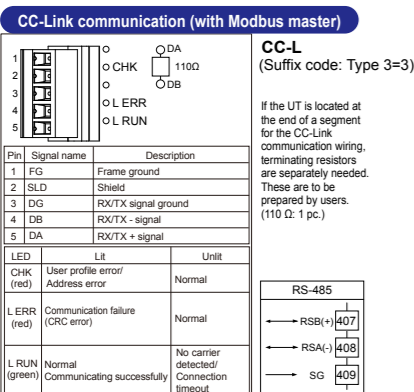 CC-Link communication (with Modbus master)
CC-L
(Suffix code: Type 3=3)
1
2
3
4
5
CHK
L ERR
L RUN
DA
110Ω
DB
If the UT is located at
the end of a segment
for the CC-Link
communication wiring,
terminating resistors
are separately needed.
These are to be
prepared by users.
(110 Ω: 1 pc.)
Pin Signal name Description
1 FG Frame ground
2 SLD Shield
3 DG RX/TX signal ground
4 DB RX/TX - signal
5 DA RX/TX + signal
LED Lit Unlit
CHK (red) User profile error/ Address error Normal
L ERR (red) Communication failure (CRC error) Normal
L RUN (green) Normal Communicating successfully No carrier detected/ Connection timeout
RS-485
RSB(+) 407
RSA(-) 408
SG 409